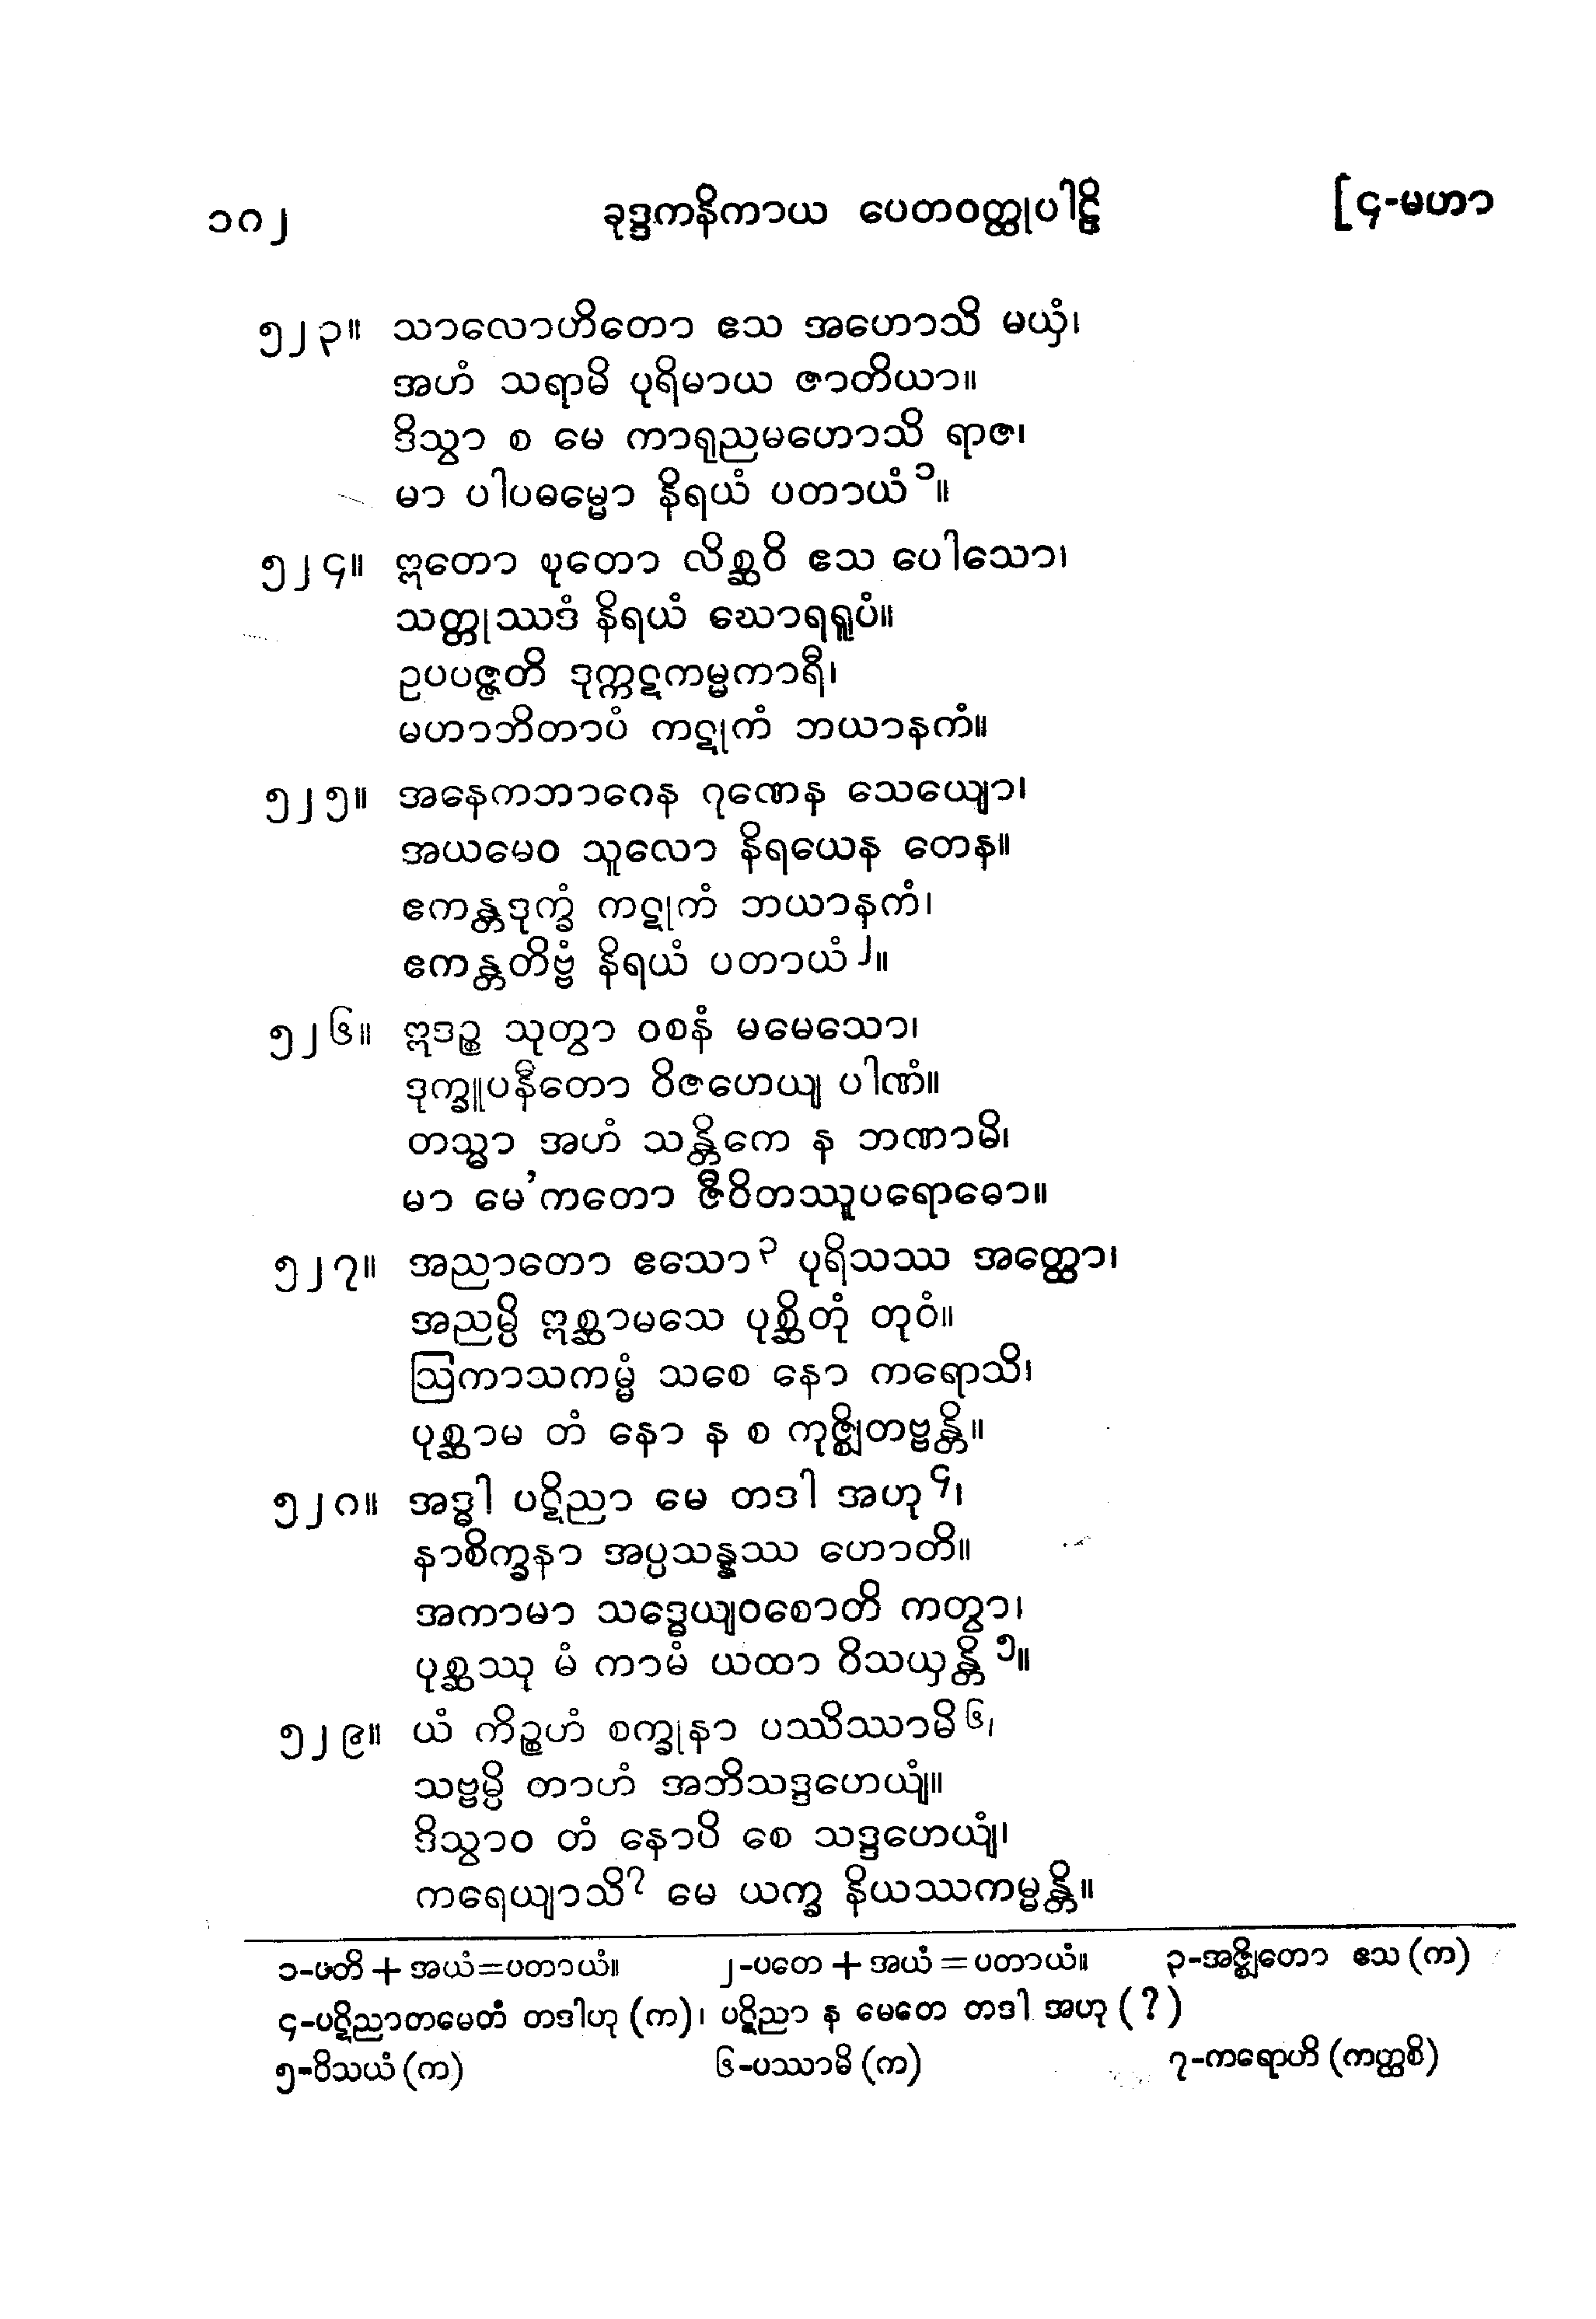 ၁၈၂ ခုဒ္ဒကနိကာယ ပေတဝတ္ထုပါဠိ [၄-မဟာ
၅၂၃။ သာလောဟိတော ဧသ အဟောသိ မယှံ၊
အဟံ သရာမိ ပုရိမာယ ဇာတိယာ။
ဒိသွာ စ မေ ကာရုညမဟောသိ ရာဇ၊
မာ ပါပဓမ္မော နိရယံ ပတာယံ၁။
၅၂၄။ ဣတော စုတော လိစ္ဆဝိ ဧသ ပေါသော၊
သတ္တုဿဒံ နိရယံ ဃောရရူပံ။
ဥပပဇ္ဇတိ ဒုက္ကဋကမ္မကာရီ၊
မဟာဘိတာပံ ကဋုကံ ဘယာနကံ။
၅၂၅။ အနေကဘာဂေန ဂုဏေန သေယျော၊
အယမေဝ သူလော နိရယေန တေန။
ဧကန္တဒုက္ခံ ကဋုကံ ဘယာနကံ၊
ဧကန္တတိဗ္ဗံ နိရယံ ပတာယံ၂။
၅၂၆။ ဣဒဉ္စ သုတွာ ဝစနံ မမေသော၊
ဒုက္ခူပနီတော ဝိဇဟေယျ ပါဏံ။
တသ္မာ အဟံ သန္တိကေ န ဘဏာမိ၊
မာ မေ’ကတော ဇီဝိတဿူပရောဓော။
၅၂၇။ အညာတော ဧသော၃ ပုရိသဿ အတ္ထော၊
အညမ္ပိ ဣစ္ဆာမသေ ပုစ္ဆိတုံ တုဝံ။
ဩကာသကမ္မံ သစေ နော ကရောသိ၊
ပုစ္ဆာမ တံ နော န စ ကုဇ္ဈိတဗ္ဗန္တိ။
၅၂၈။ အဒ္ဓါ ပဋိညာ မေ တဒါ အဟု၄၊
နာစိက္ခနာ အပ္ပသန္နဿ ဟောတိ။
အကာမာ သဒ္ဓေယျဝစောတိ ကတွာ၊
ပုစ္ဆဿု မံ ကာမံ ယထာ ဝိသယှန္တိ၅။
၅၂၉။ ယံ ကိဉ္စဟံ စက္ခုနာ ပဿိဿာမိ၆၊
သဗ္ဗမ္ပိ တာဟံ အဘိသဒ္ဒဟေယျံ။
ဒိသွာဝ တံ နောပိ စေ သဒ္ဒဟေယျံ၊
ကရေယျာသိ၇ မေ ယက္ခ နိယဿကမ္မန္တိ။
၁-ပတိ + အယံ=ပတာယံ။ ၂-ပတေ + အယံ = ပတာယံ။ ၃-အဇ္ဈိတော ဧသ (က)
၄-ပဋိညာတမေတံ တဒါဟု (က)၊ ပဋိညာ န မေတေ တဒါ အဟု (?)
၅-ဝိသယံ (က) ၆-ပဿာမိ (က) ၇-ကရောဟိ (ကတ္ထစိ)